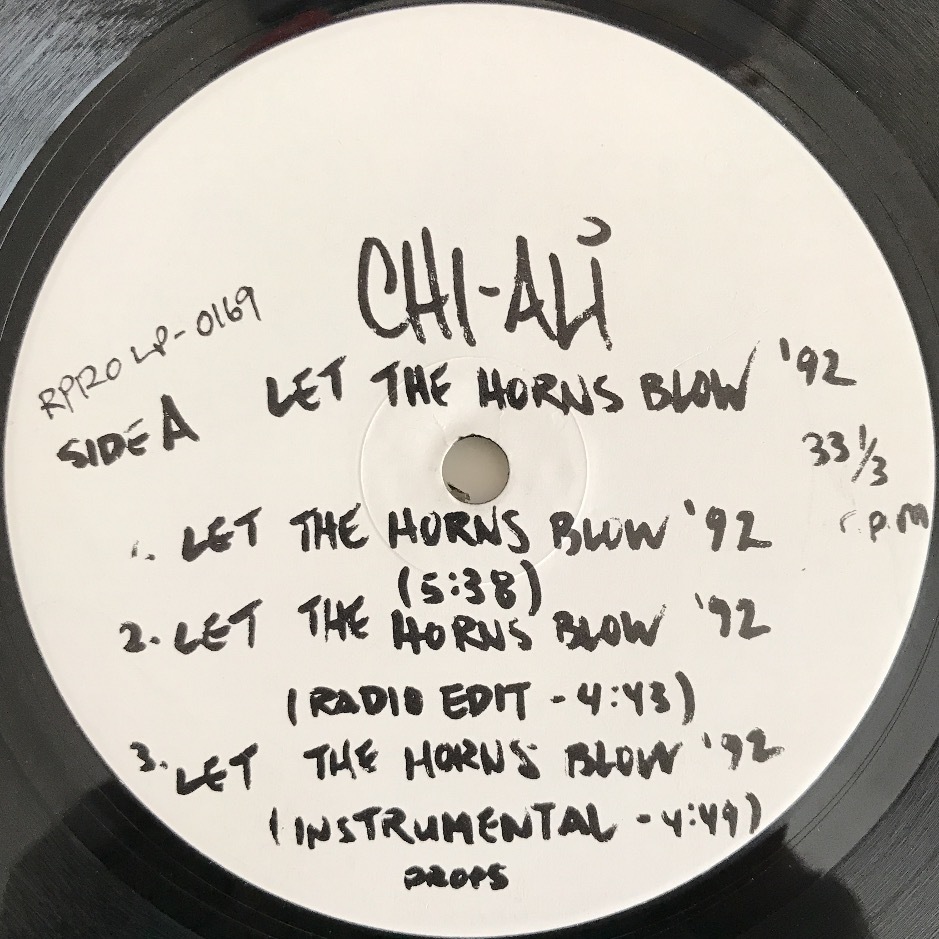 CHI-ALI
RPRO LP-0169
SIDE A LET THE HORNS BLOW '92
33 1/3
r.p.m
1. LET THE HORNS BLOW '92
(5:38)
2. LET THE HORNS BLOW '92
(RADIO EDIT - 4:43)
3. LET THE HORNS BLOW '92
(INSTRUMENTAL - 4:49)
DROPS